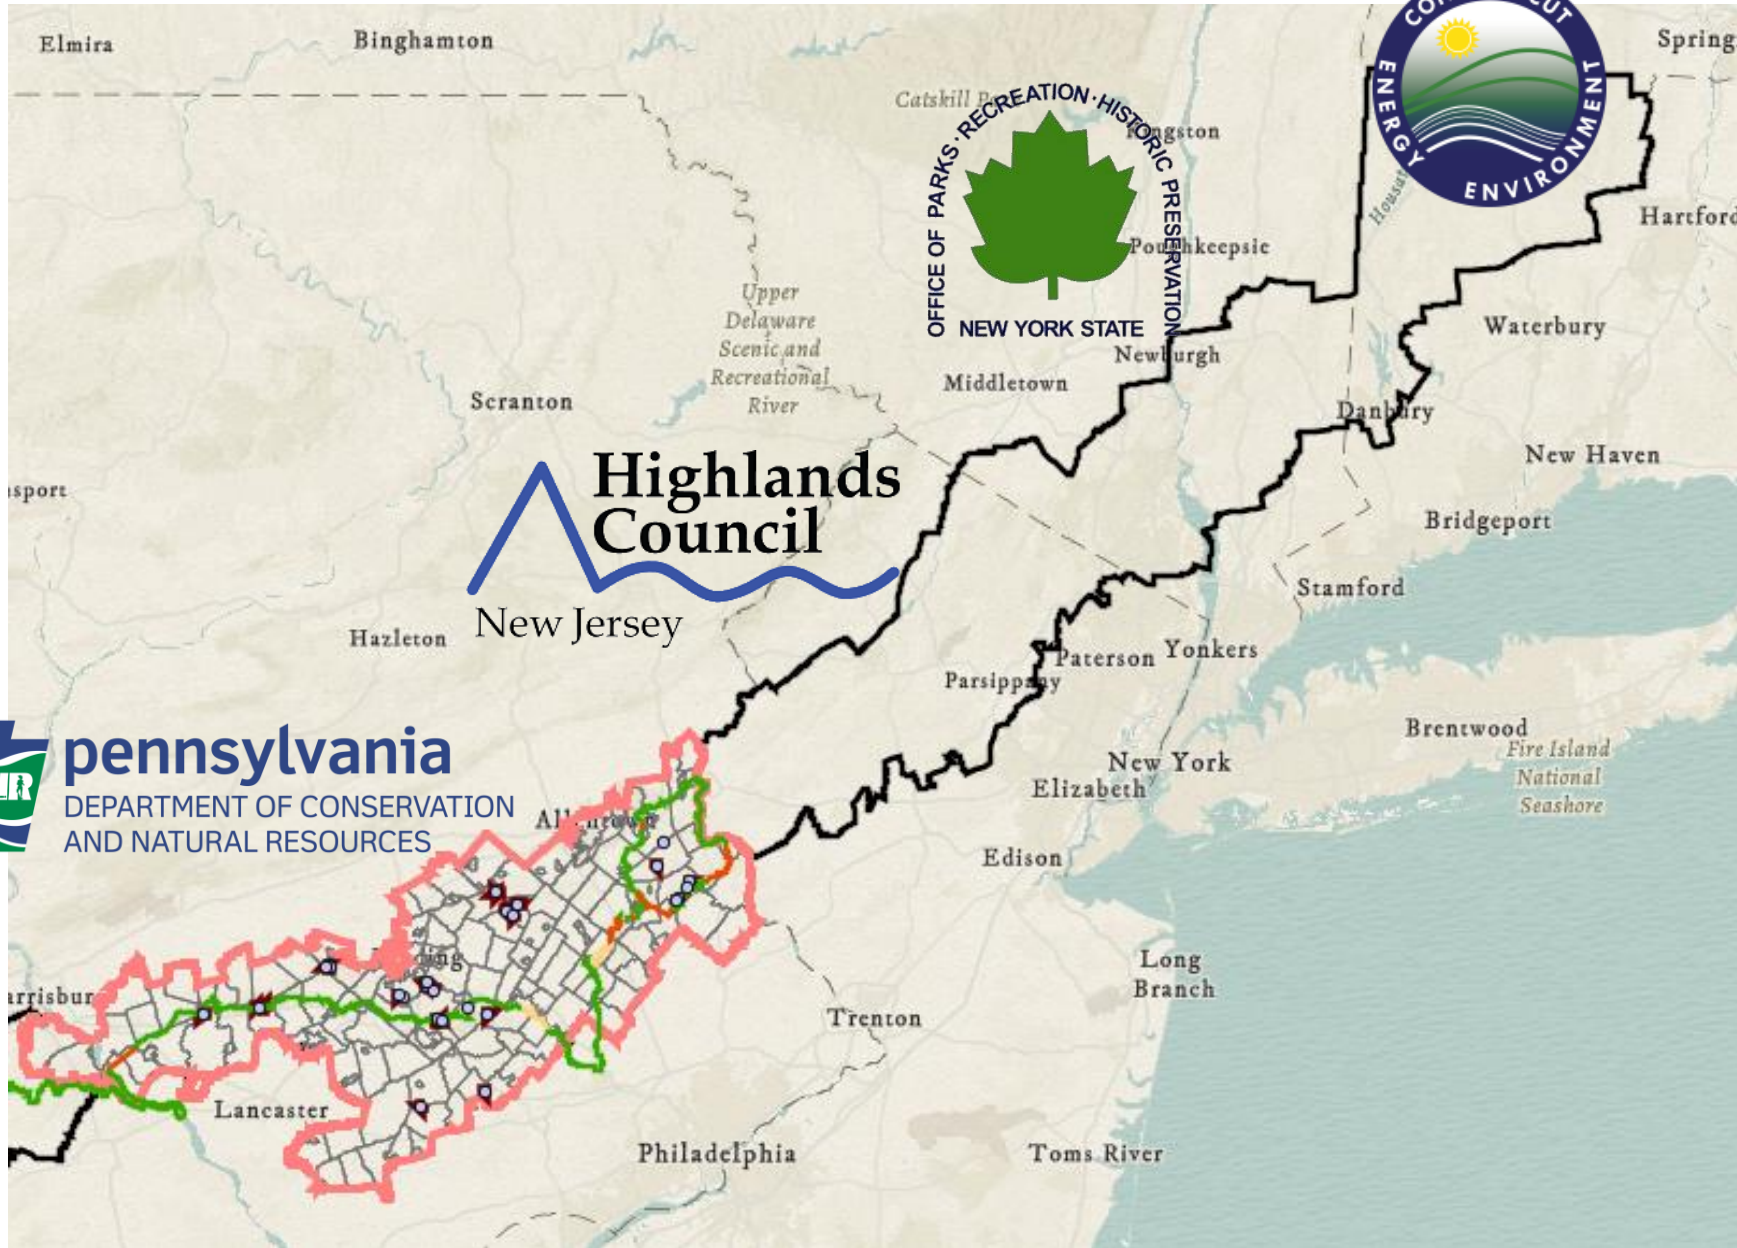 Elmira
Binghamton
Spring
Catskill
OFFICE OF PARKS · RECREATION · HISTORIC PRESERVATION
NEW YORK STATE
Kingston
ENERGY
ENVIRONMENT
Hartford
Poughkeepsie
Upper
Delaware
Scenic and
Recreational
River
Newburgh
Waterbury
Middletown
Scranton
Danbury
Highlands
Council
New Jersey
New Haven
sport
Bridgeport
Stamford
Hazleton
Paterson
Yonkers
Parsippany
pennsylvania
DEPARTMENT OF CONSERVATION
AND NATURAL RESOURCES
Brentwood
Fire Island
National
Seashore
New York
Elizabeth
Edison
ing
arrisbur
Long
Branch
Trenton
Lancaster
Philadelphia
Toms River